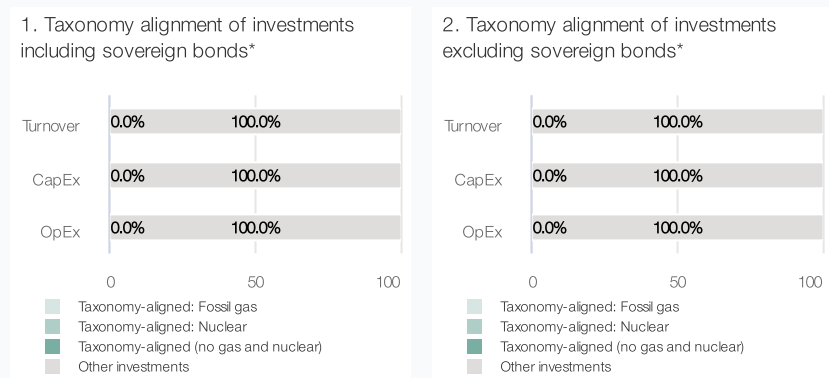 1. Taxonomy alignment of investments
including sovereign bonds*
Turnover
0.0%
100.0%
CapEx
0.0%
100.0%
OpEx
0.0%
100.0%
0
50
100
Taxonomy-aligned: Fossil gas
Taxonomy-aligned: Nuclear
Taxonomy-aligned (no gas and nuclear)
Other investments
2. Taxonomy alignment of investments
excluding sovereign bonds*
Turnover
0.0%
100.0%
CapEx
0.0%
100.0%
OpEx
0.0%
100.0%
0
50
100
Taxonomy-aligned: Fossil gas
Taxonomy-aligned: Nuclear
Taxonomy-aligned (no gas and nuclear)
Other investments